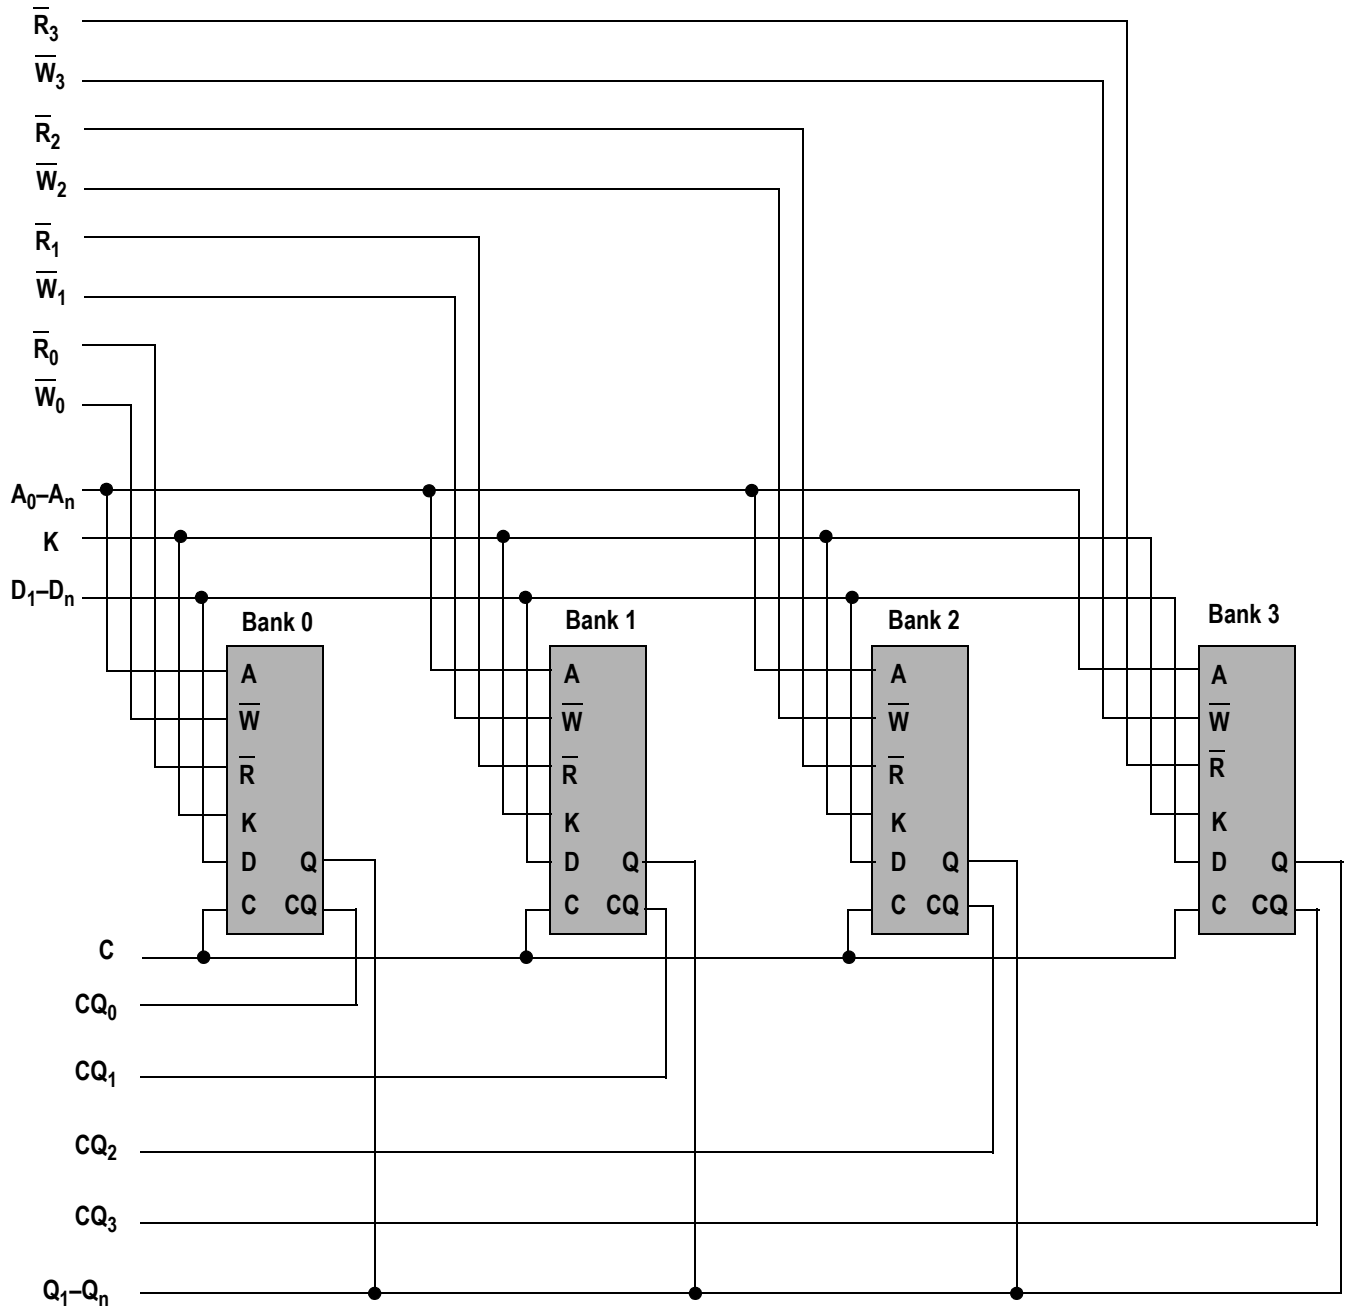 R̅₃
W̅₃
R̅₂
W̅₂
R̅₁
W̅₁
R̅₀
W̅₀
A₀–Aₙ
K
D₁–Dₙ
Bank 0
A
W̅
R̅
K
D Q
C CQ
Bank 1
A
W̅
R̅
K
D Q
C CQ
Bank 2
A
W̅
R̅
K
D Q
C CQ
Bank 3
A
W̅
R̅
K
D Q
C CQ
C
CQ₀
CQ₁
CQ₂
CQ₃
Q₁–Qₙ